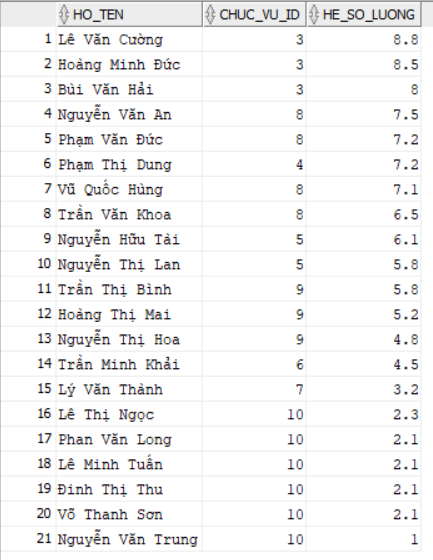 HO_TEN CHUC_VU_ID HE_SO_LUONG
1 Lê Văn Cường 3 8.8
2 Hoàng Minh Đức 3 8.5
3 Bùi Văn Hải 3 8
4 Nguyễn Văn An 8 7.5
5 Phạm Văn Đức 8 7.2
6 Phạm Thị Dung 4 7.2
7 Vũ Quốc Hùng 8 7.1
8 Trần Văn Khoa 8 6.5
9 Nguyễn Hữu Tài 5 6.1
10 Nguyễn Thị Lan 5 5.8
11 Trần Thị Bình 9 5.8
12 Hoàng Thị Mai 9 5.2
13 Nguyễn Thị Hoa 9 4.8
14 Trần Minh Khải 6 4.5
15 Lý Văn Thành 7 3.2
16 Lê Thị Ngọc 10 2.3
17 Phan Văn Long 10 2.1
18 Lê Minh Tuấn 10 2.1
19 Đinh Thị Thu 10 2.1
20 Võ Thanh Sơn 10 2.1
21 Nguyễn Văn Trung 10 1